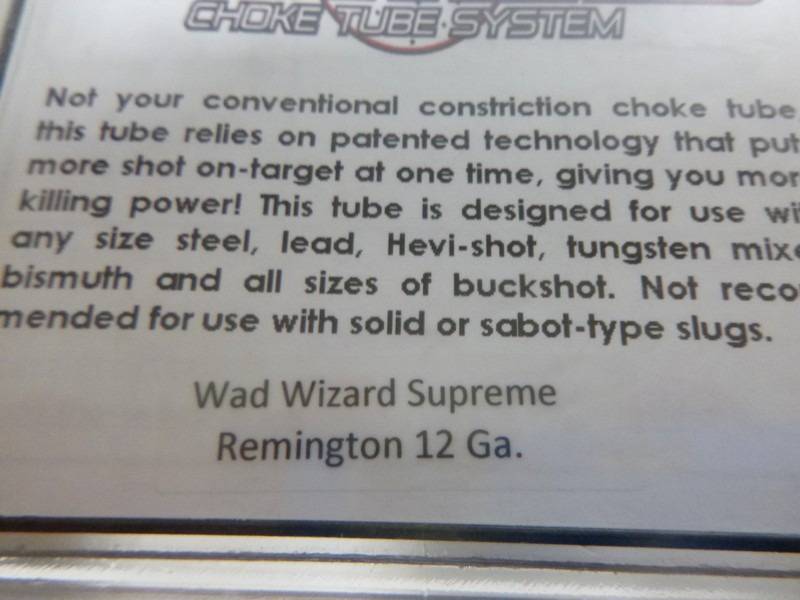 CHOKE TUBE SYSTEM
Not your conventional constriction choke tube
this tube relies on patented technology that put
more shot on-target at one time, giving you mor
killing power! This tube is designed for use wi
any size steel, lead, Hevi-shot, tungsten mix
bismuth and all sizes of buckshot. Not reco
mended for use with solid or sabot-type slugs.
Wad Wizard Supreme
Remington 12 Ga.